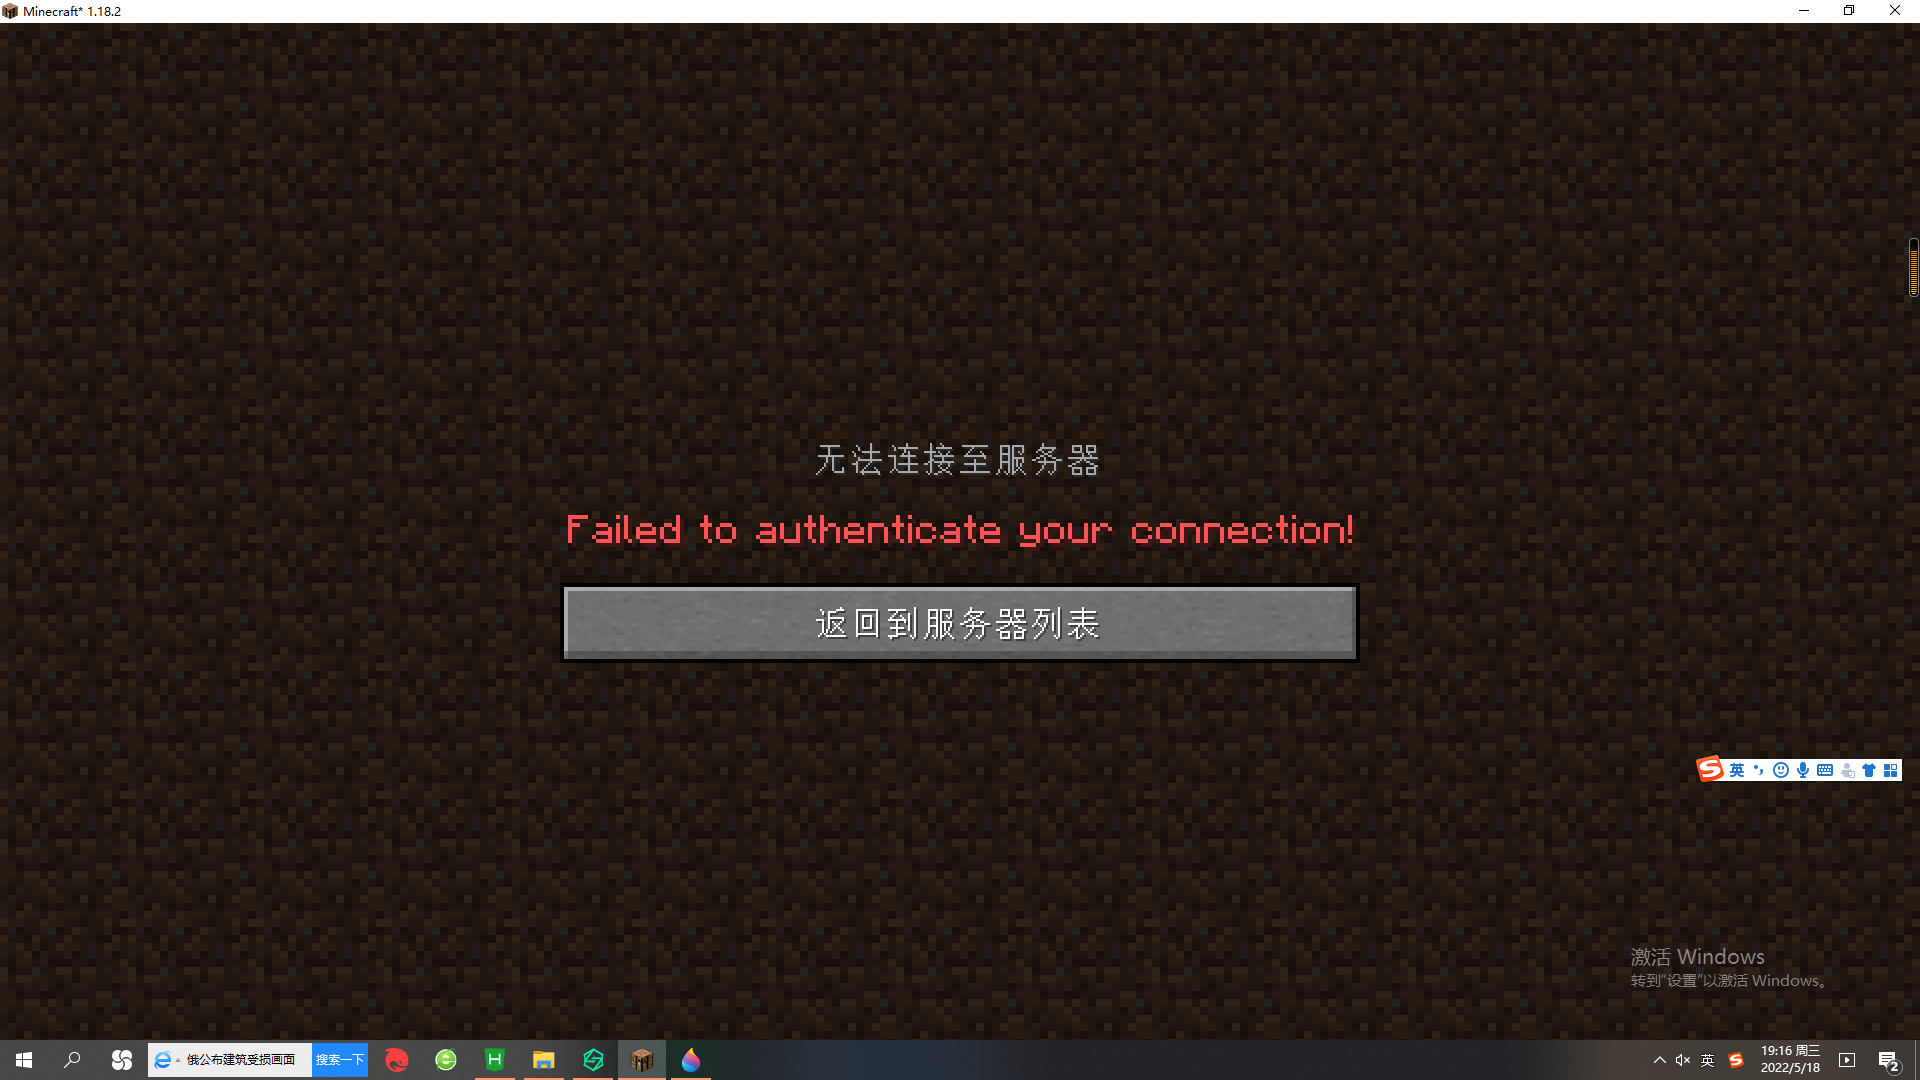 Minecraft* 1.18.2
无法连接至服务器
Failed to authenticate your connection!
返回到服务器列表
英
激活 Windows
转到“设置”以激活 Windows。
俄公布建筑受损画面
搜索一下
H
英
19:16 周三
2022/5/18
2